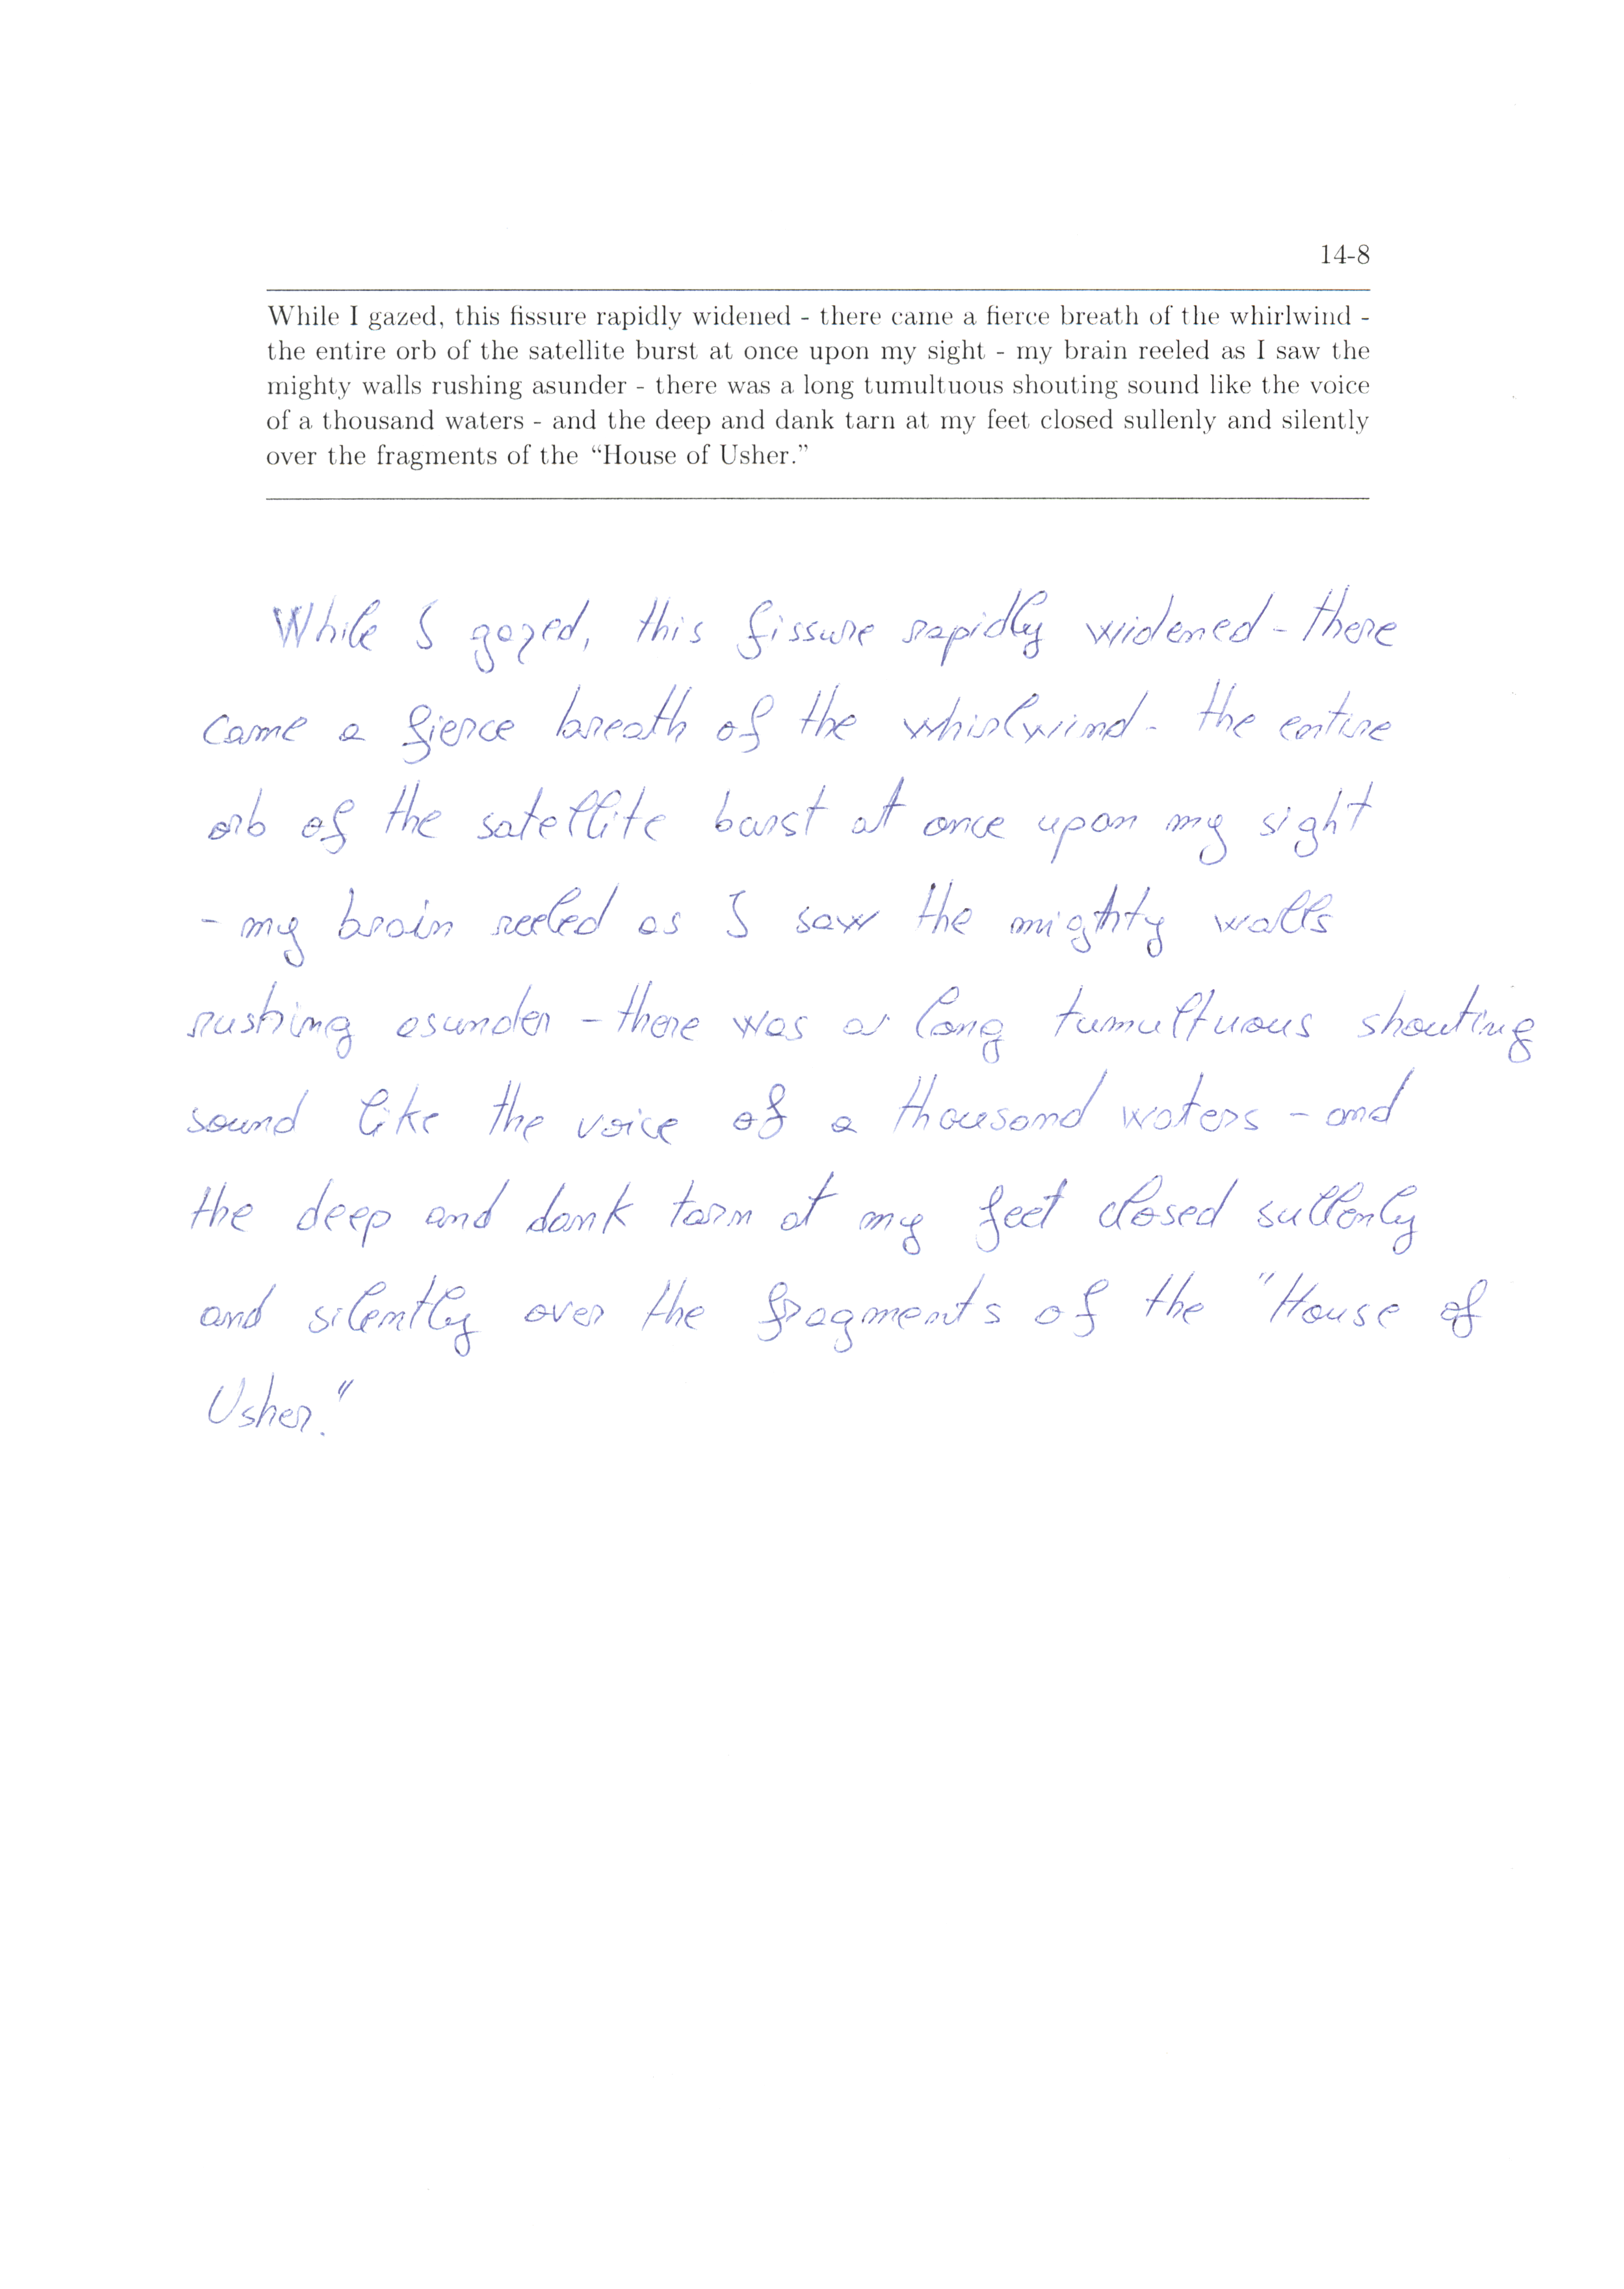 14-8
While I gazed, this fissure rapidly widened - there came a fierce breath of the whirlwind -
the entire orb of the satellite burst at once upon my sight - my brain reeled as I saw the
mighty walls rushing asunder - there was a long tumultuous shouting sound like the voice
of a thousand waters - and the deep and dank tarn at my feet closed sullenly and silently
over the fragments of the “House of Usher.”
While I gazed, this fissure rapidly widened - there
came a fierce breath of the whirlwind - the entire
orb of the satellite burst at once upon my sight
- my brain reeled as I saw the mighty walls
rushing asunder - there was a long tumultuous shouting
sound like the voice of a thousand waters - and
the deep and dank tarn at my feet closed sullenly
and silently over the fragments of the "House of
Usher."